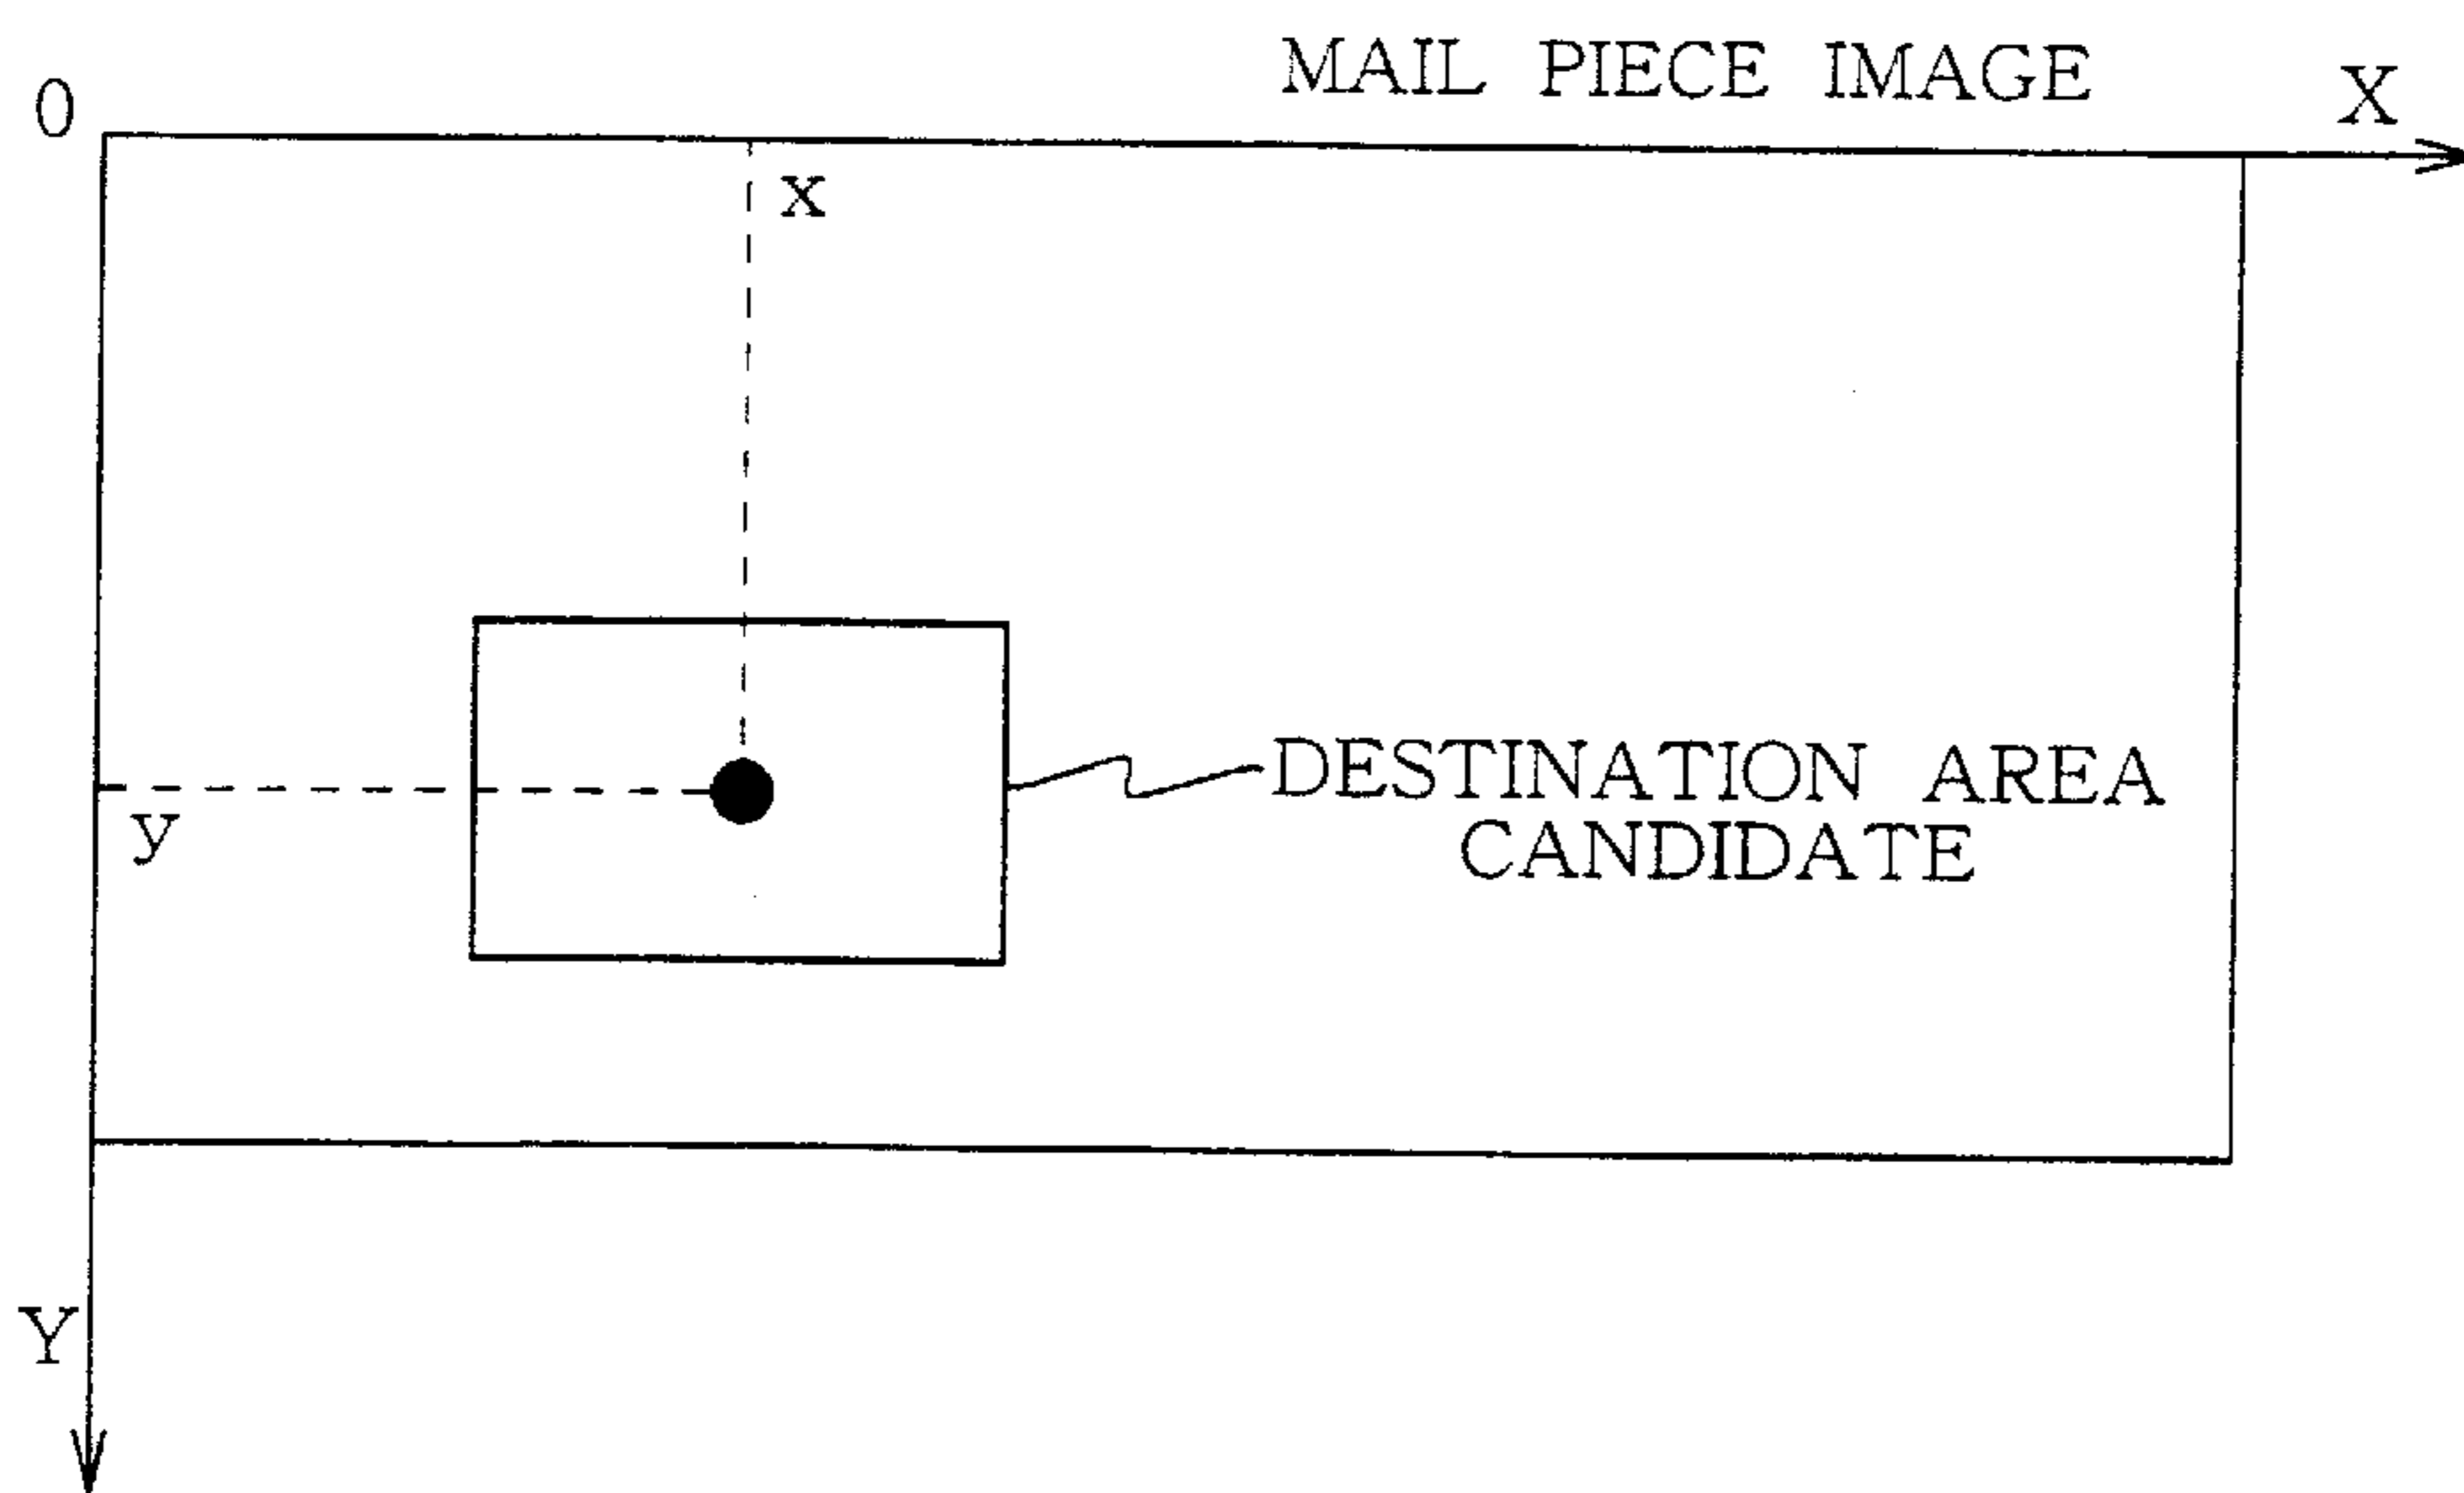 MAIL PIECE IMAGE
0
X
x
DESTINATION AREA
CANDIDATE
y
Y